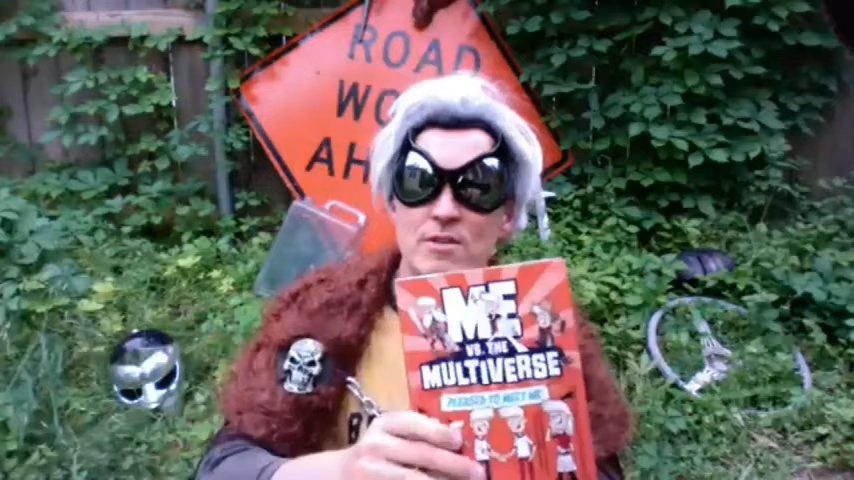 ROAD
WO
AH
ME
VS. THE
MULTIVERSE
PLEASED TO MEET ME
B